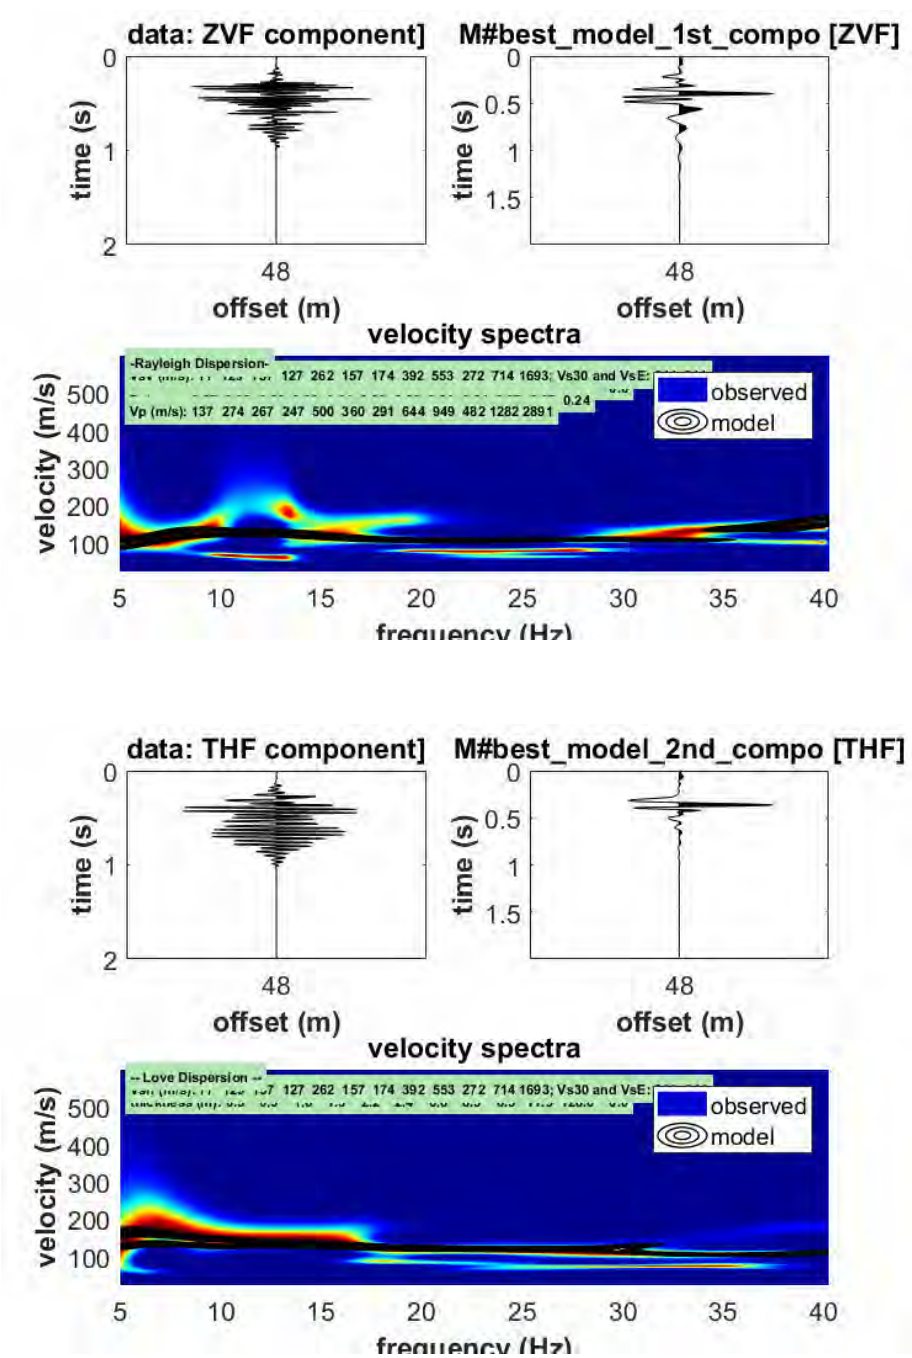 data: ZVF component] M#best_model_1st_compo [ZVF]
0 0
0.5
1 1
1.5
2
time (s) time (s)
48 48
offset (m) offset (m)
velocity spectra
-Rayleigh Dispersion-
127 262 157 174 392 553 272 714 1693; Vs30 and VsE:
0.24
Vp (m/s): 137 274 267 247 500 360 291 644 949 482 1282 2891
observed
model
500
400
300
200
100
velocity (m/s)
5 10 15 20 25 30 35 40
frequency (Hz)
data: THF component] M#best_model_2nd_compo [THF]
0 0
0.5
1 1
1.5
2
time (s) time (s)
48 48
offset (m) offset (m)
velocity spectra
-- Love Dispersion --
127 262 157 174 392 553 272 714 1693; Vs30 and VsE:
observed
model
500
400
300
200
100
velocity (m/s)
5 10 15 20 25 30 35 40
frequency (Hz)